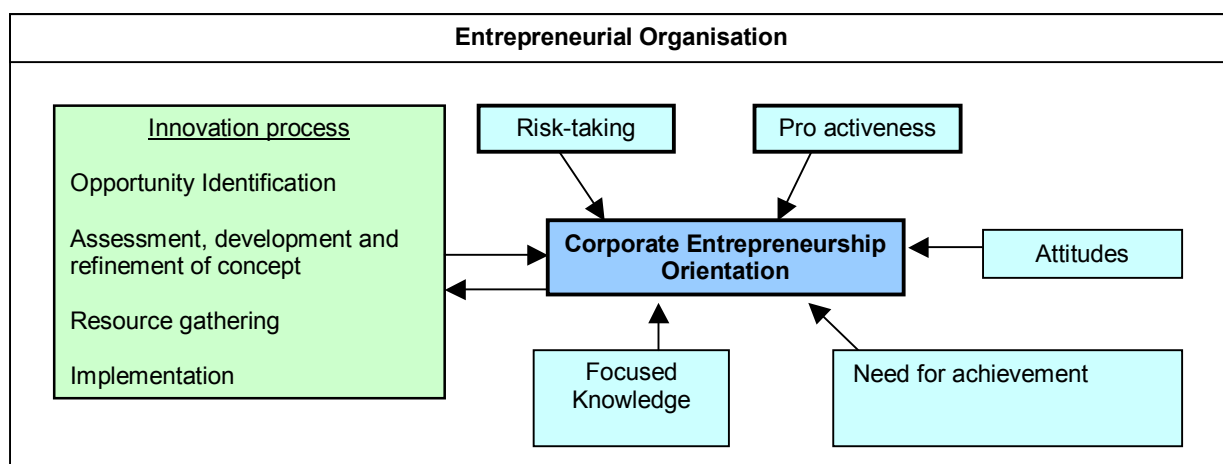 Entrepreneurial Organisation
Innovation process
Opportunity Identification
Assessment, development and
refinement of concept
Resource gathering
Implementation
Risk-taking
Pro activeness
Corporate Entrepreneurship
Orientation
Attitudes
Focused
Knowledge
Need for achievement